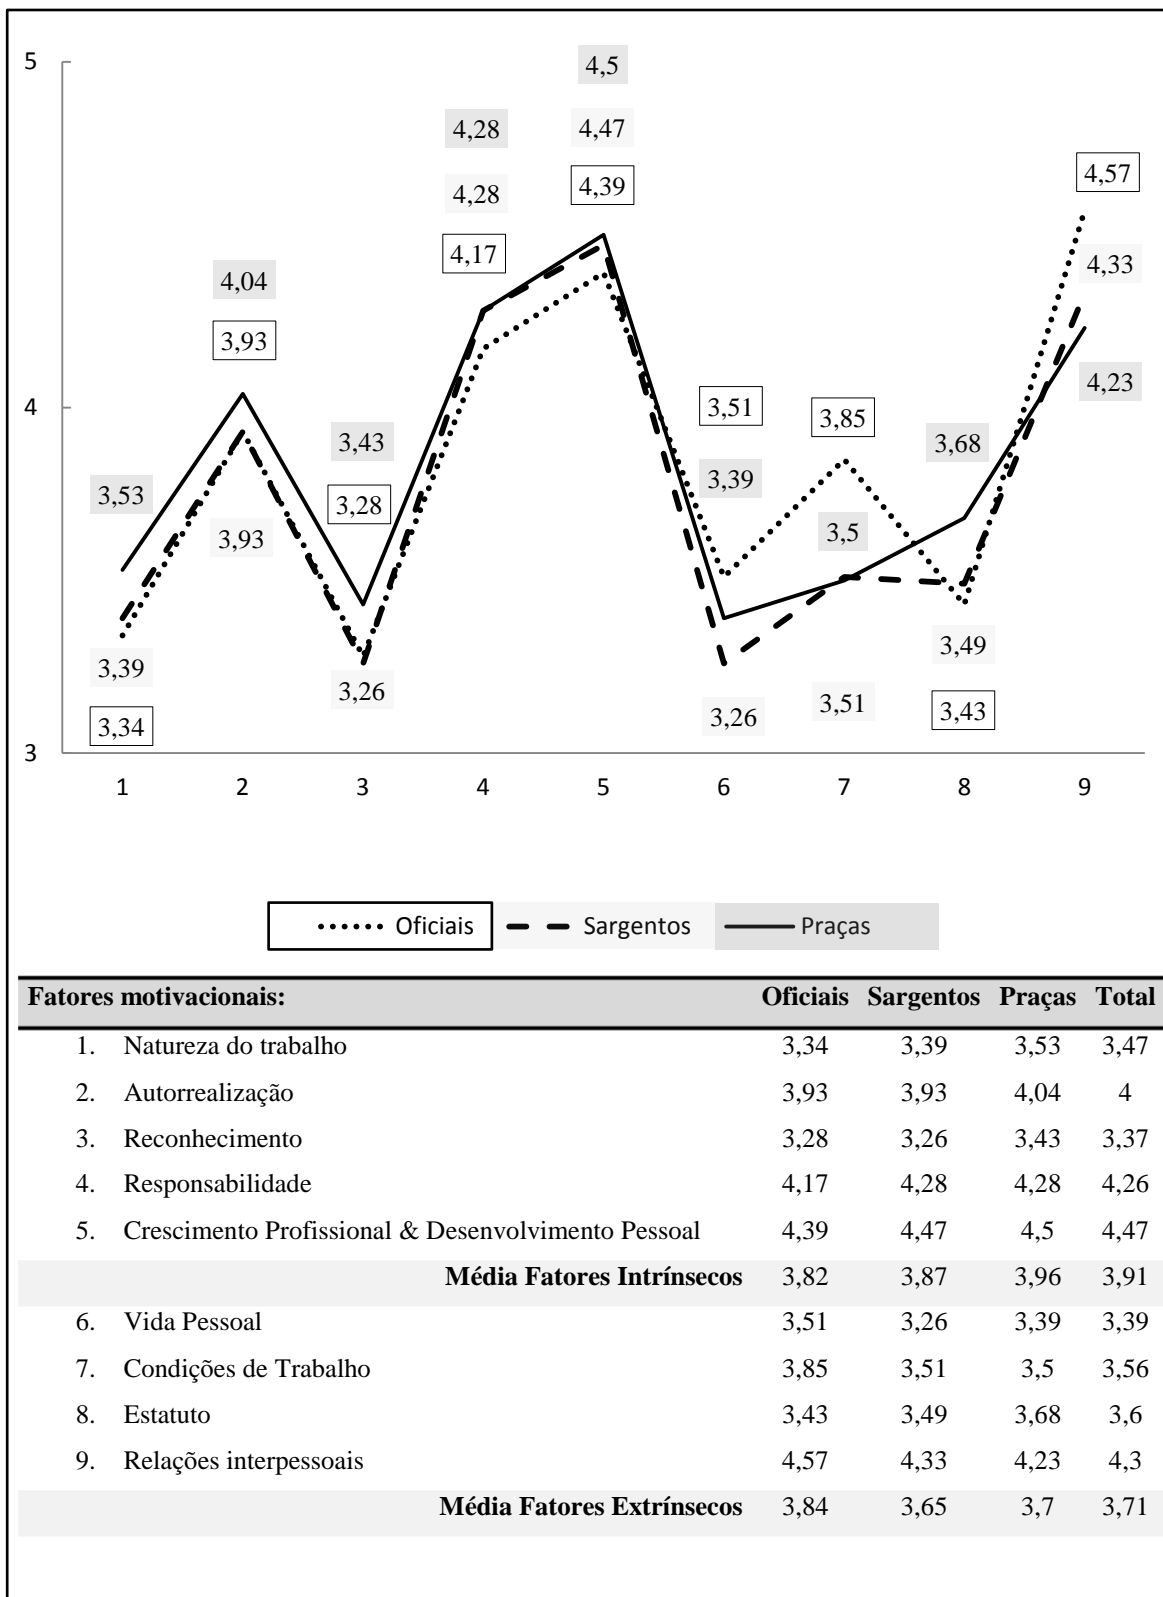 5
4,5
4,28 4,47
4,28 4,39 4,57
4,17 4,33
4,04
3,93
4 3,51 3,85 4,23
3,43 3,68
3,53 3,28 3,39 3,5
3,93
3,39 3,26 3,26 3,51 3,49
3,34 3,43
3
1 2 3 4 5 6 7 8 9
Oficiais Sargentos Praças
Fatores motivacionais: Oficiais Sargentos Praças Total
1. Natureza do trabalho 3,34 3,39 3,53 3,47
2. Autorrealização 3,93 3,93 4,04 4
3. Reconhecimento 3,28 3,26 3,43 3,37
4. Responsabilidade 4,17 4,28 4,28 4,26
5. Crescimento Profissional & Desenvolvimento Pessoal 4,39 4,47 4,5 4,47
Média Fatores Intrínsecos 3,82 3,87 3,96 3,91
6. Vida Pessoal 3,51 3,26 3,39 3,39
7. Condições de Trabalho 3,85 3,51 3,5 3,56
8. Estatuto 3,43 3,49 3,68 3,6
9. Relações interpessoais 4,57 4,33 4,23 4,3
Média Fatores Extrínsecos 3,84 3,65 3,7 3,71